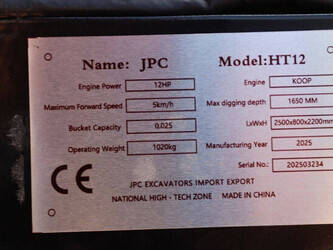 Name: JPC Model:HT12
Engine Power 12HP Engine KOOP
Maximum Forward Speed 5km/h Max digging depth 1650 MM
Bucket Capacity 0,025 LxWxH 2500x800x2200mm
Operating Weight 1020kg Manufacturing Year 2025
Serial No.: 202503234
CE
JPC EXCAVATORS IMPORT EXPORT
NATIONAL HIGH - TECH ZONE MADE IN CHINA